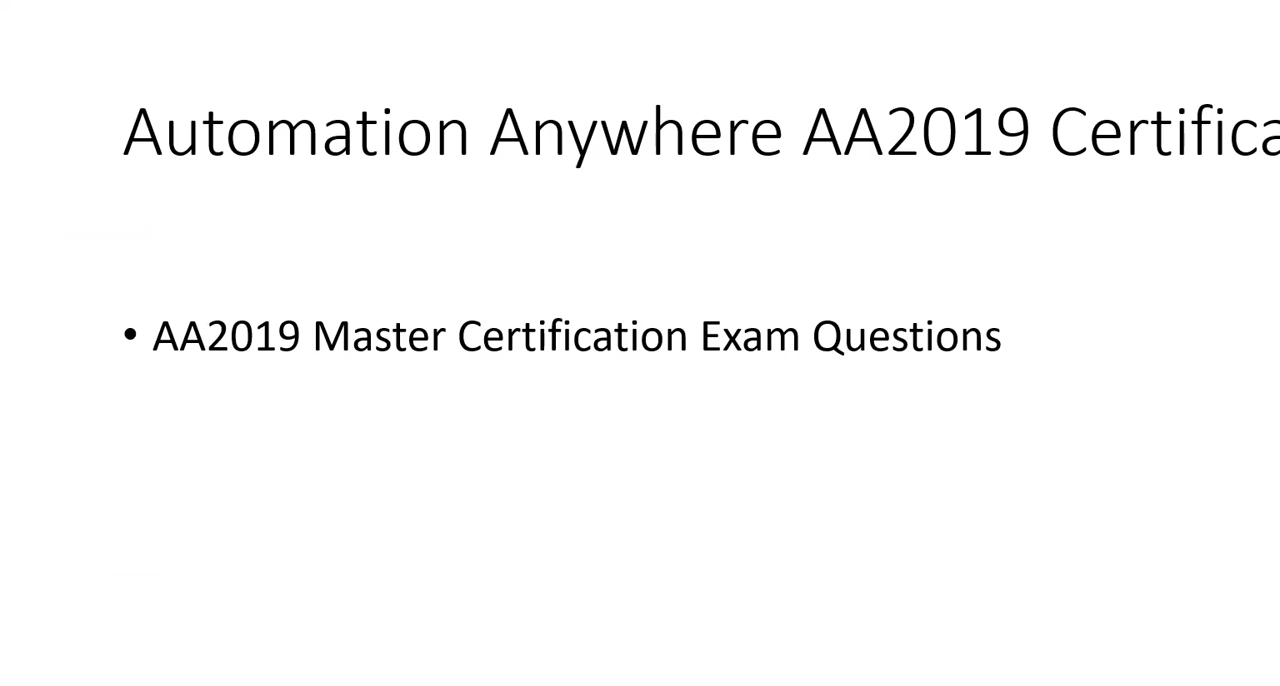 Automation Anywhere AA2019 Certifica
• AA2019 Master Certification Exam Questions